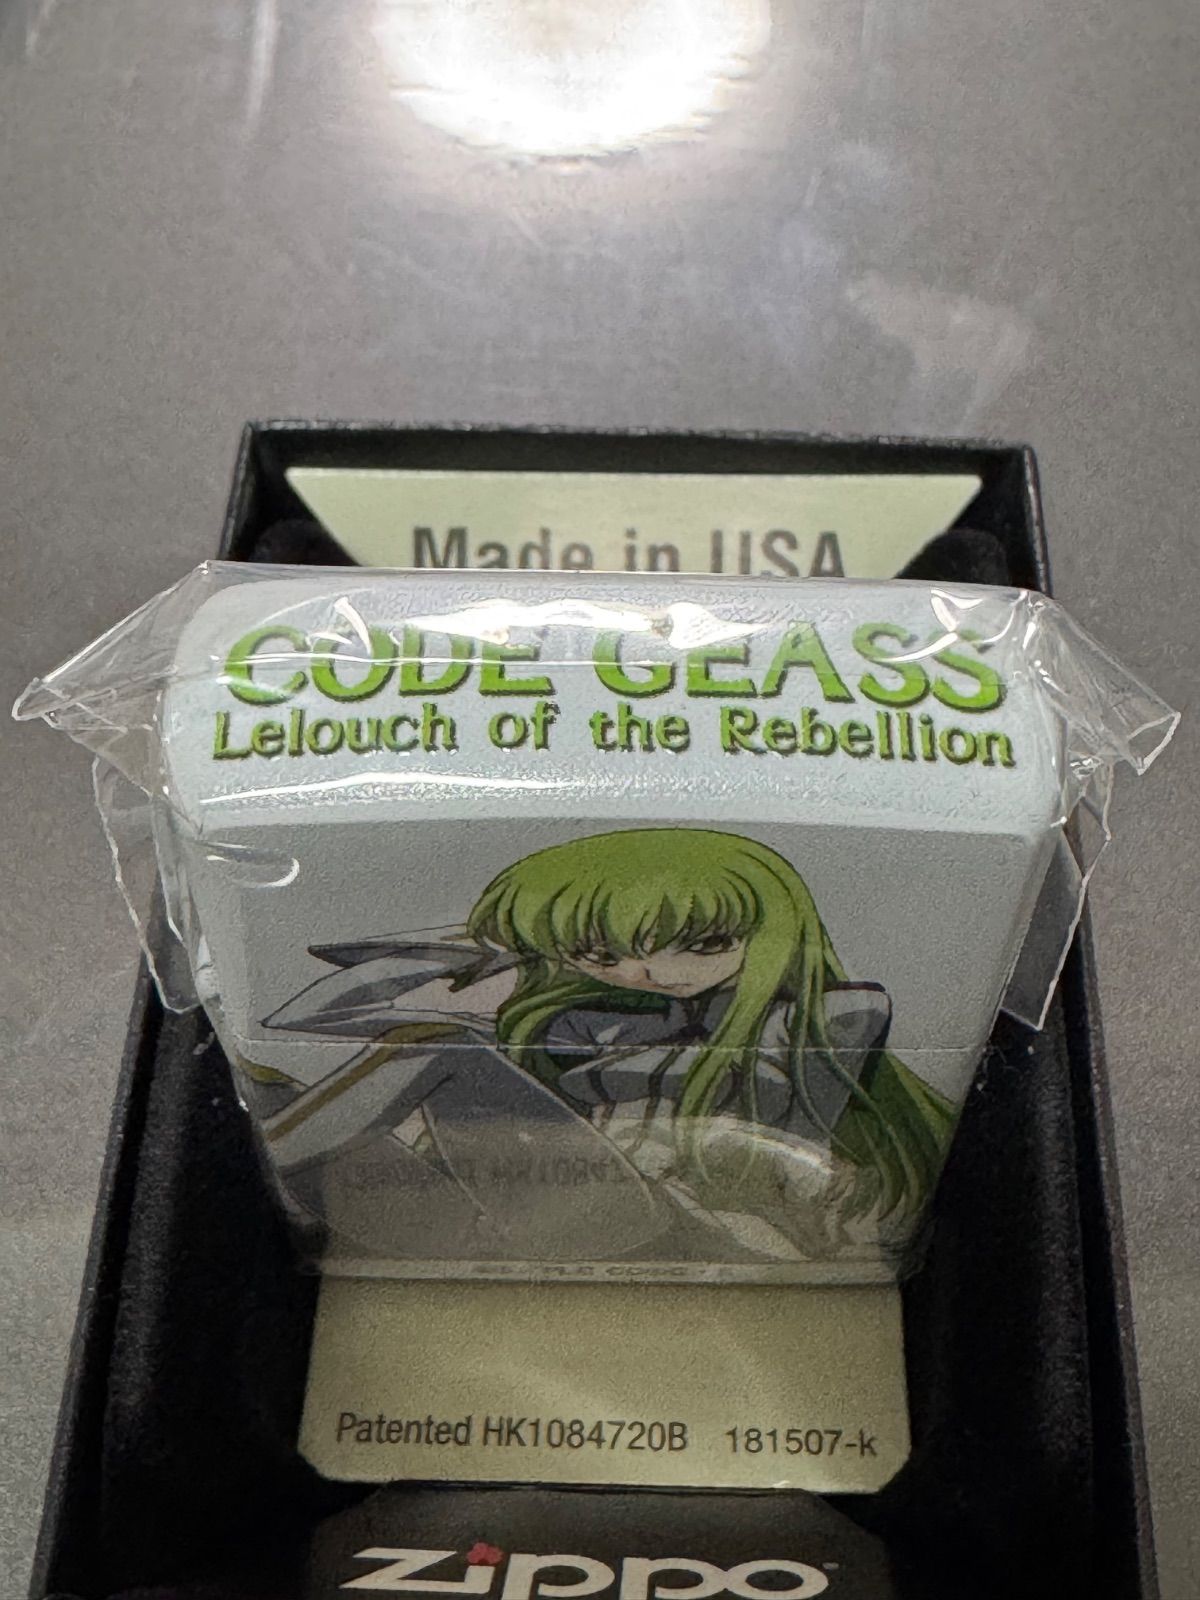 Made in USA
CODE GEASS
Lelouch of the Rebellion
Patented HK1084720B 181507-k
zippo